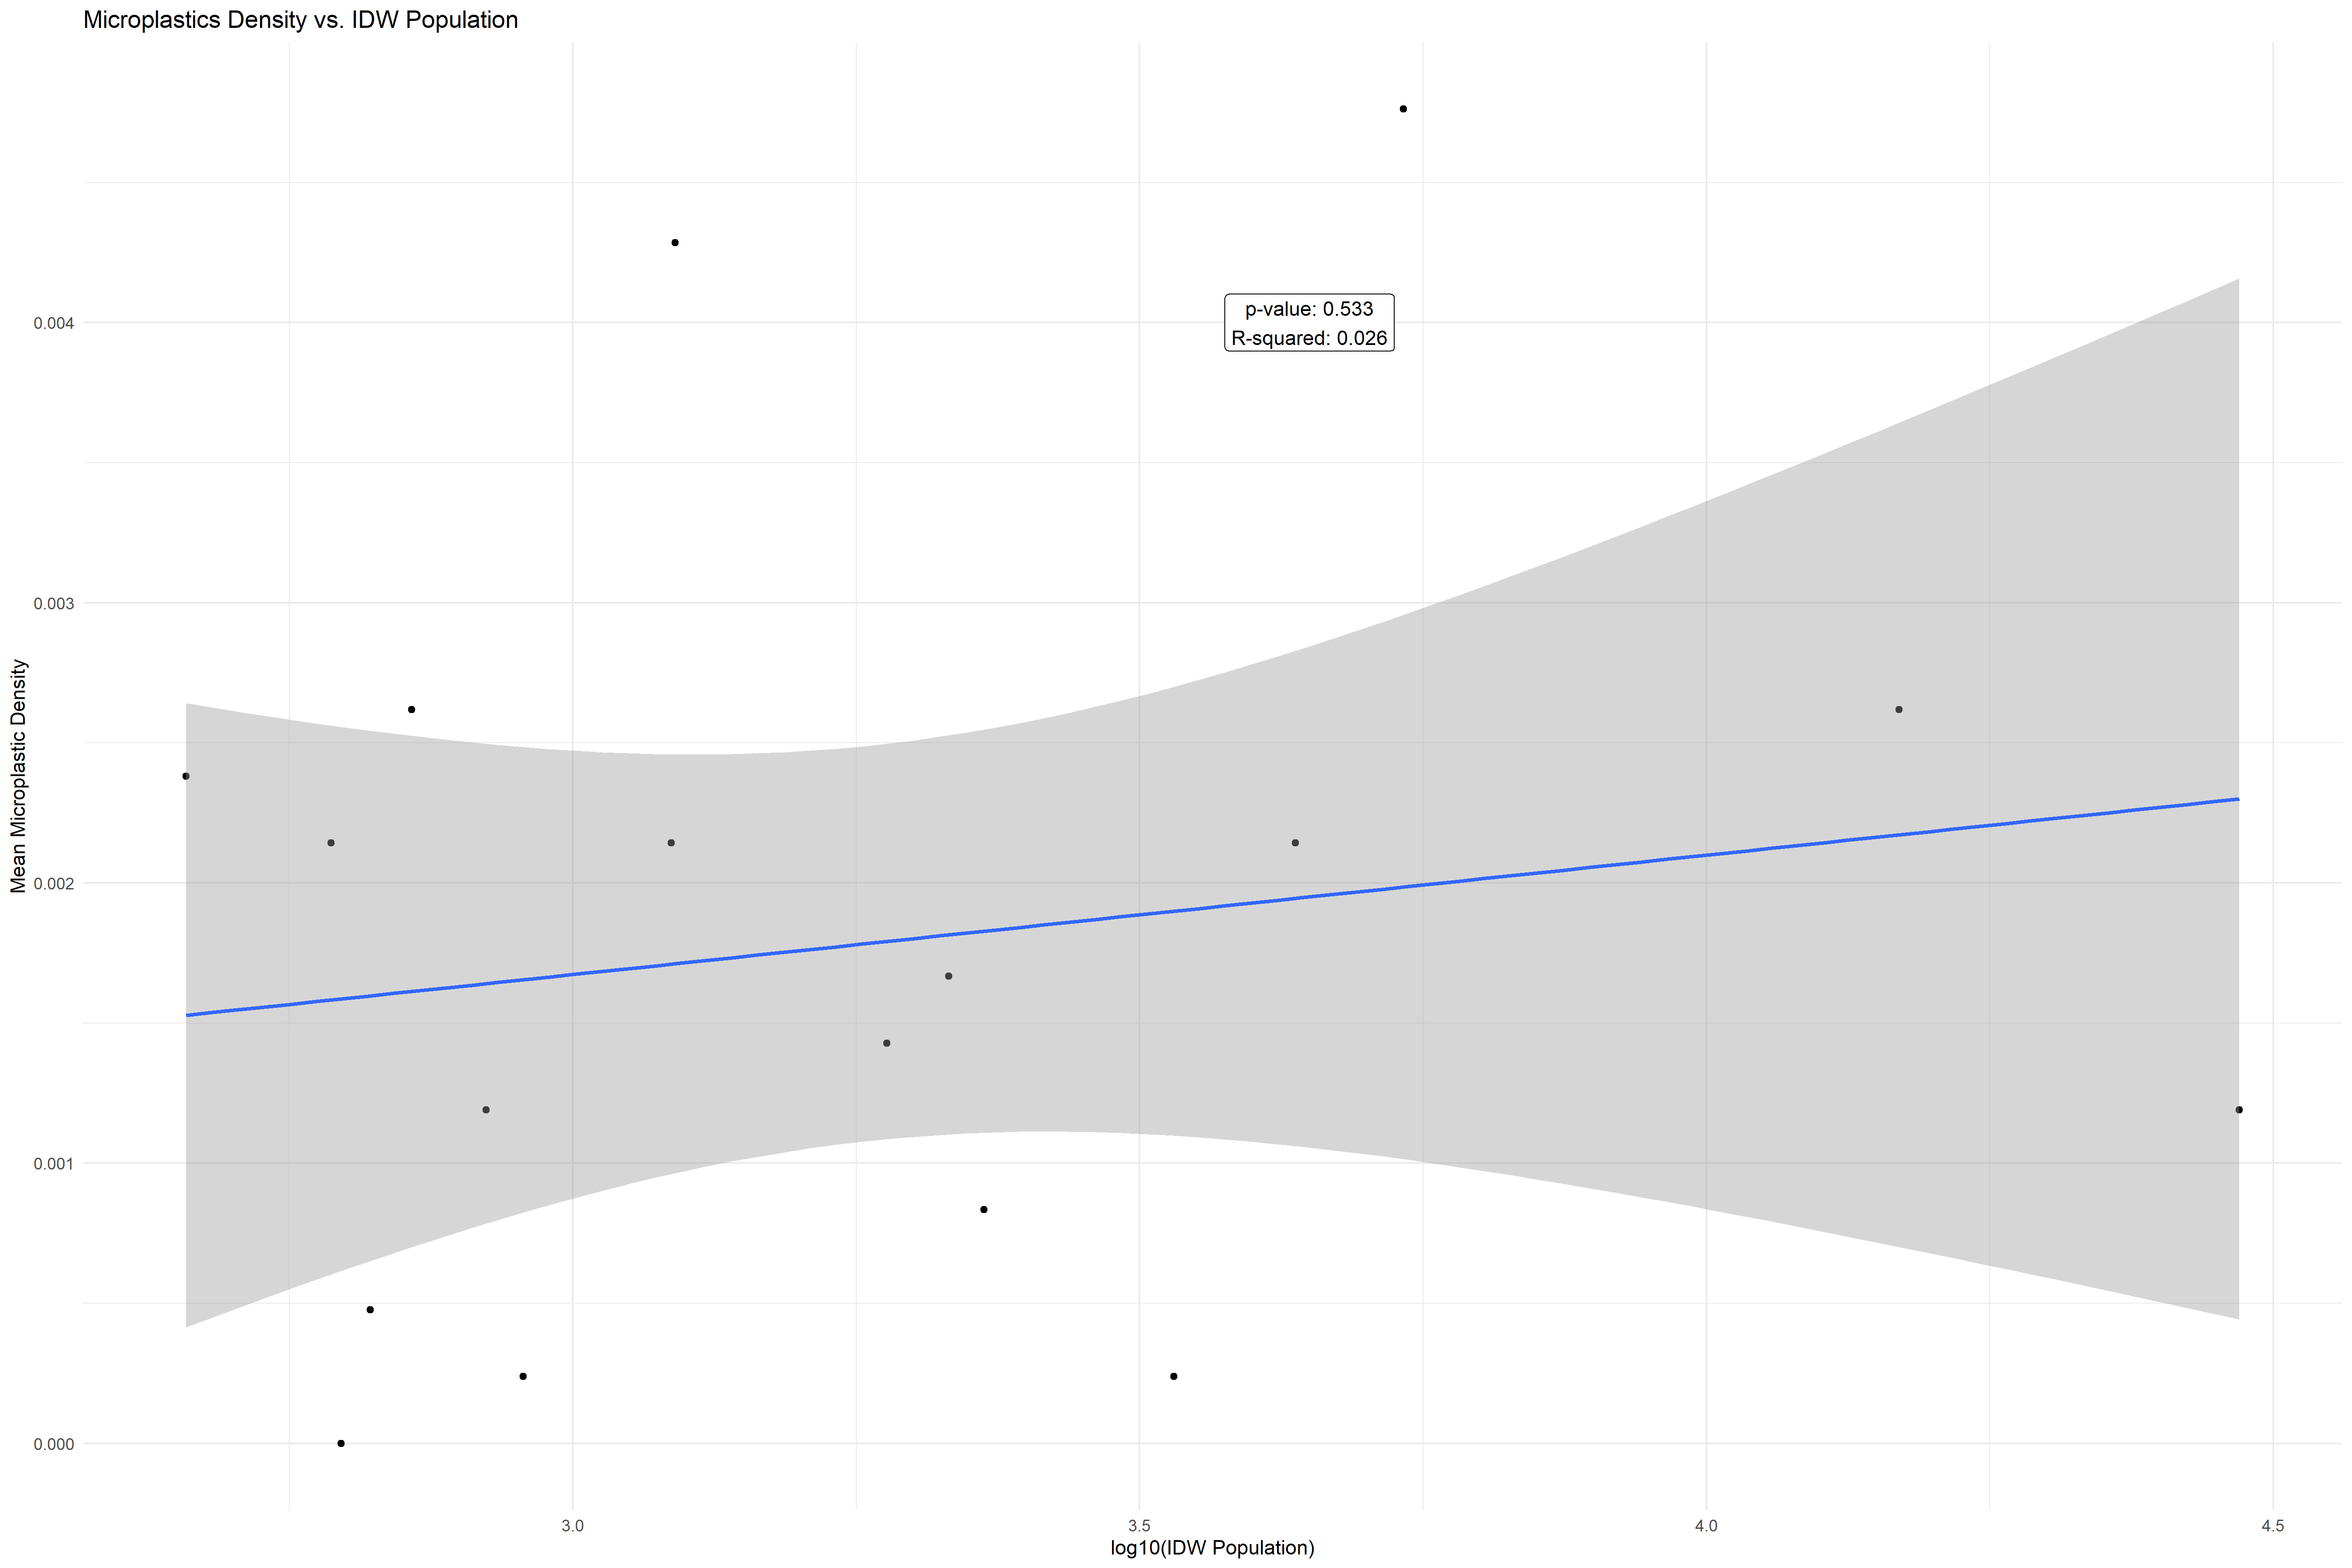 Microplastics Density vs. IDW Population
p-value: 0.533
R-squared: 0.026
0.004
0.003
0.002
0.001
0.000
Mean Microplastic Density
3.0
3.5
4.0
4.5
log10(IDW Population)